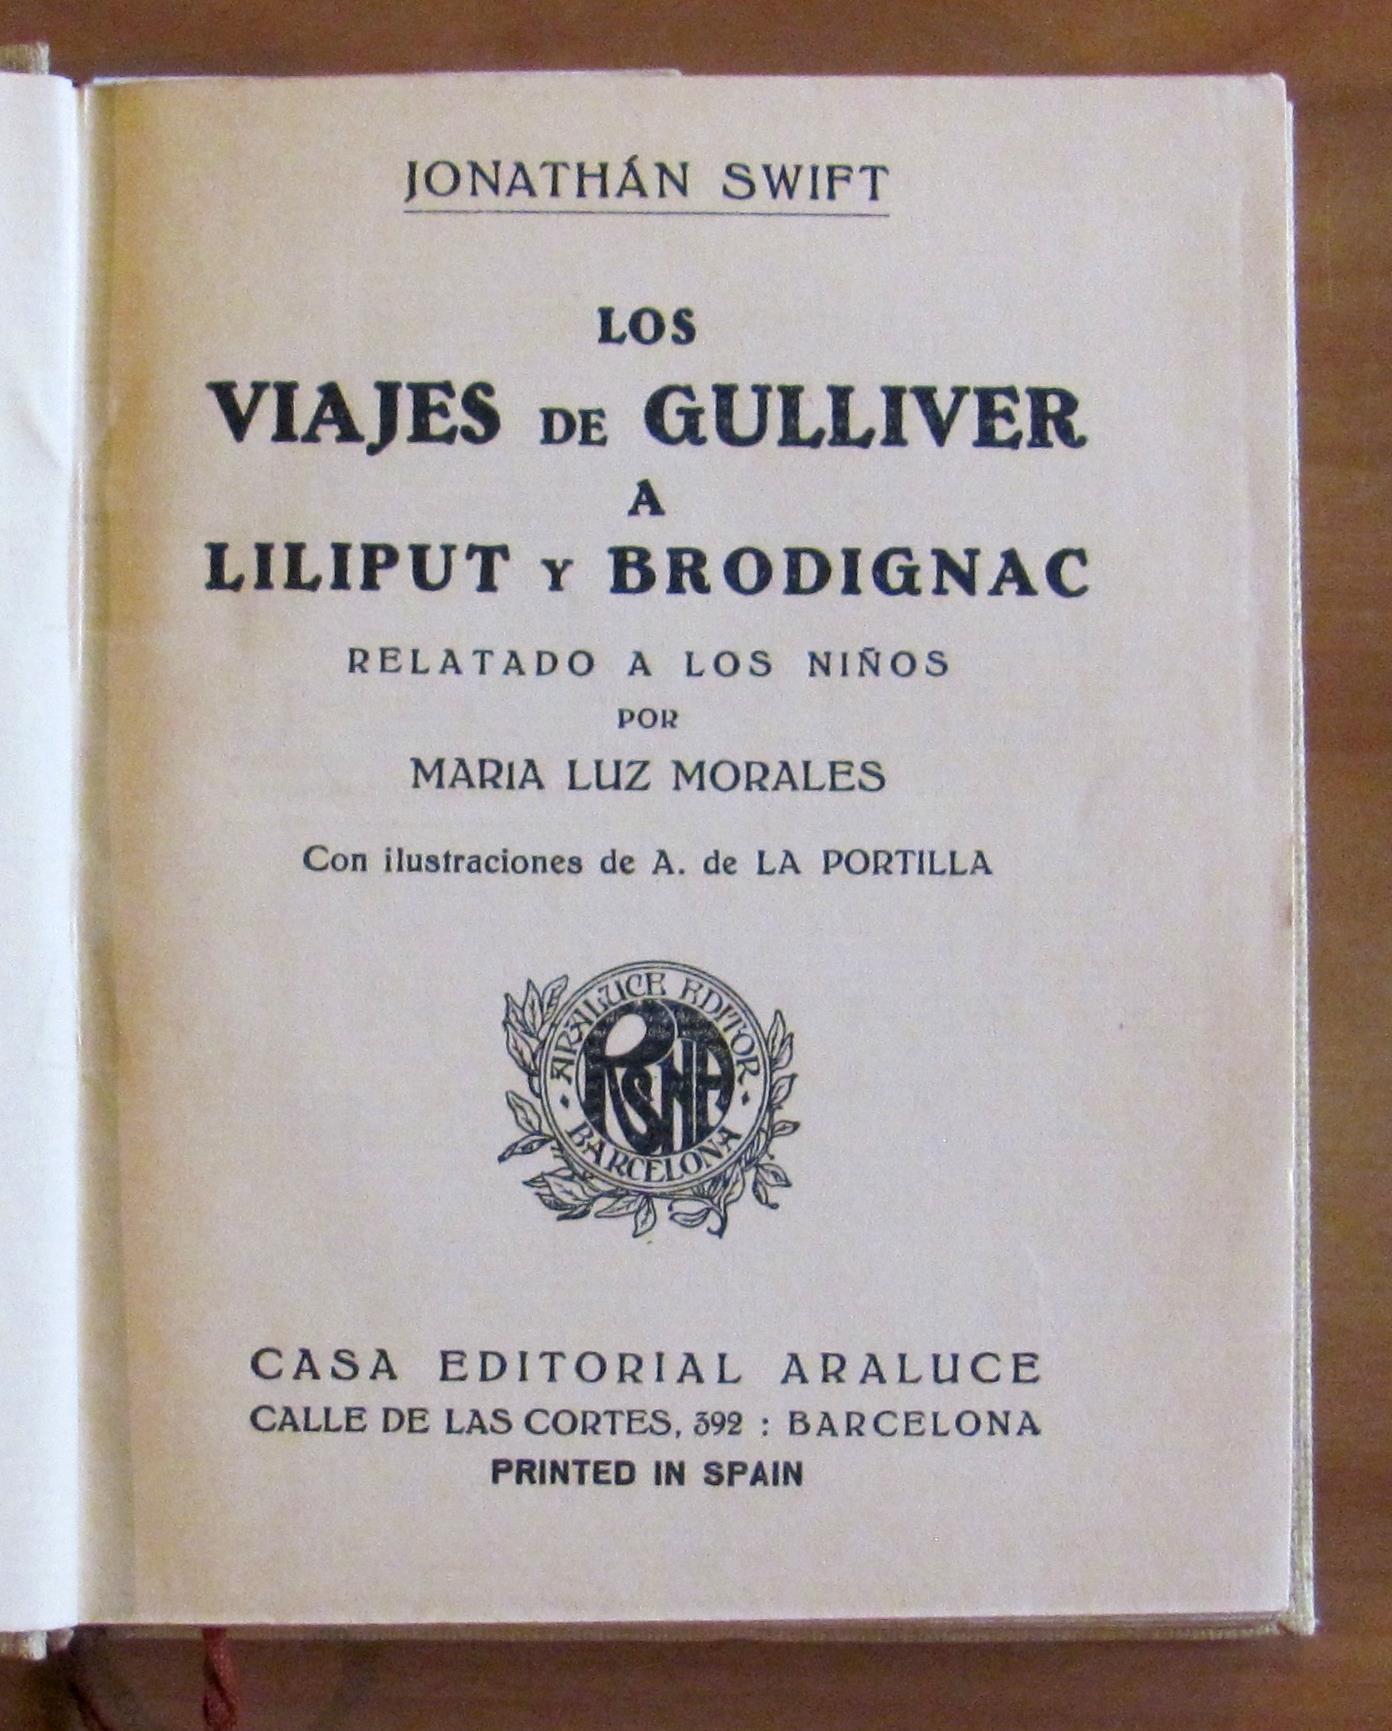 JONATHÁN SWIFT
LOS
VIAJES DE GULLIVER
A
LILIPUT Y BRODIGNAC
RELATADO A LOS NIÑOS
POR
MARIA LUZ MORALES
Con ilustraciones de A. de LA PORTILLA
ARALUCE EDITOR
BARCELONA
CASA EDITORIAL ARALUCE
CALLE DE LAS CORTES, 392 : BARCELONA
PRINTED IN SPAIN